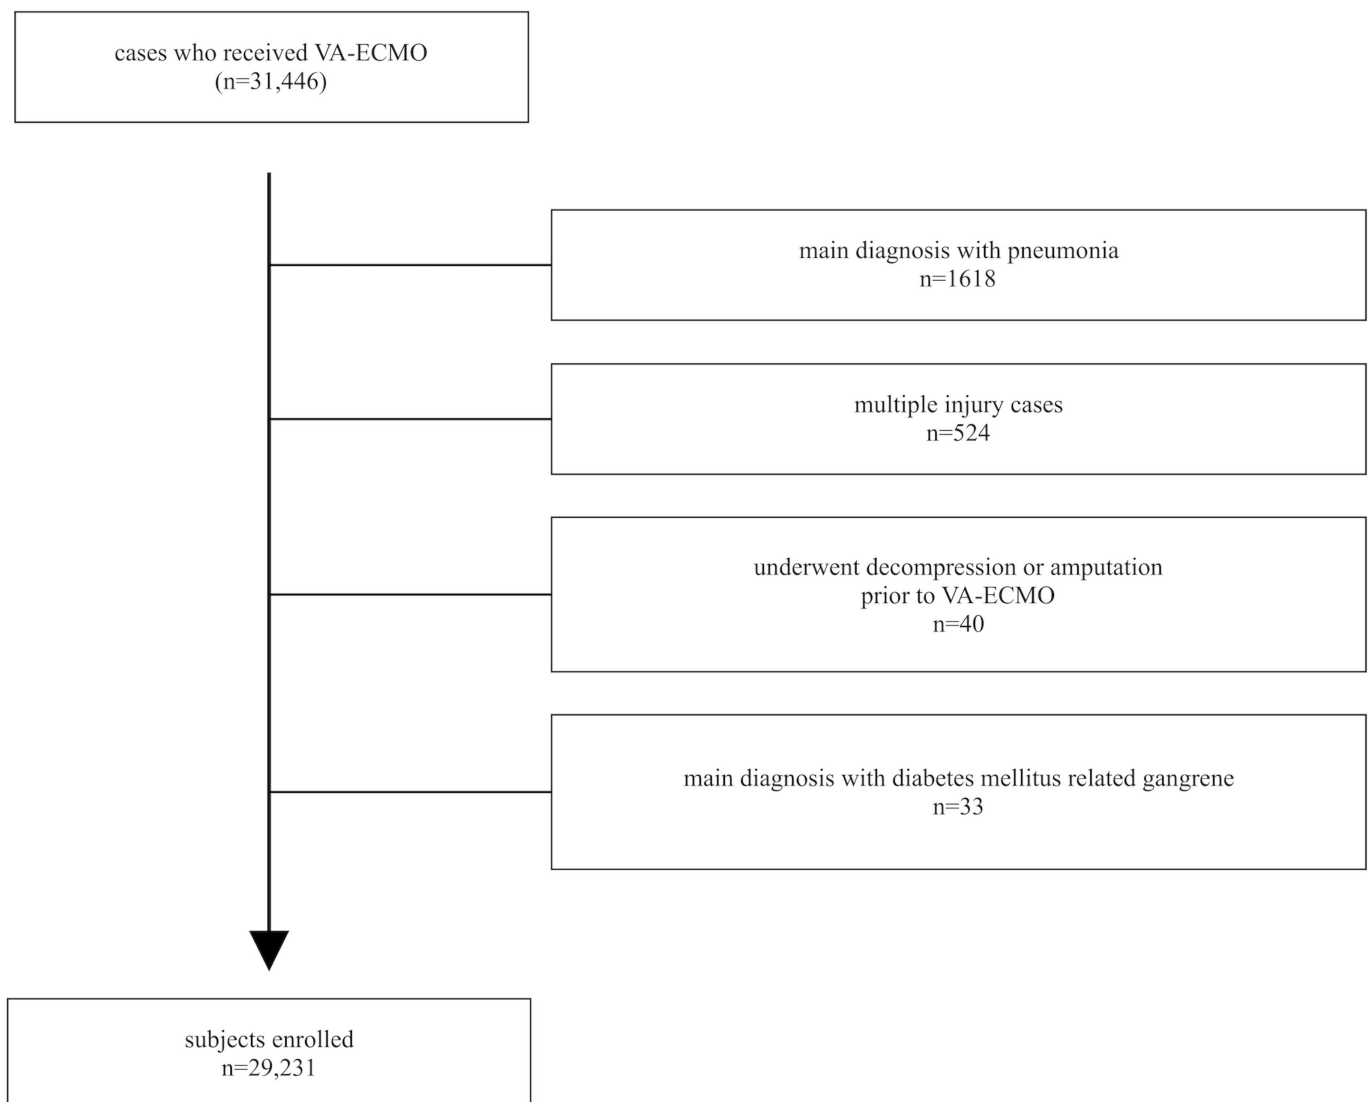 cases who received VA-ECMO
(n=31,446)
main diagnosis with pneumonia
n=1618
multiple injury cases
n=524
underwent decompression or amputation
prior to VA-ECMO
n=40
main diagnosis with diabetes mellitus related gangrene
n=33
subjects enrolled
n=29,231